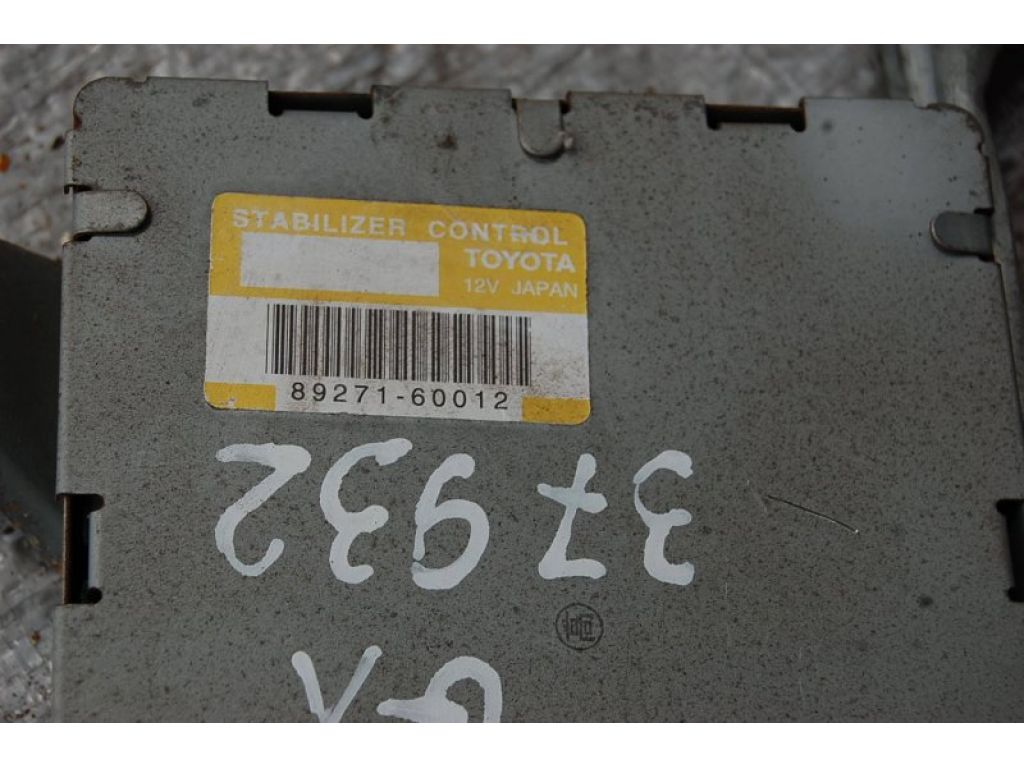 STABILIZER CONTROL
TOYOTA
12V JAPAN
89271-60012
37932